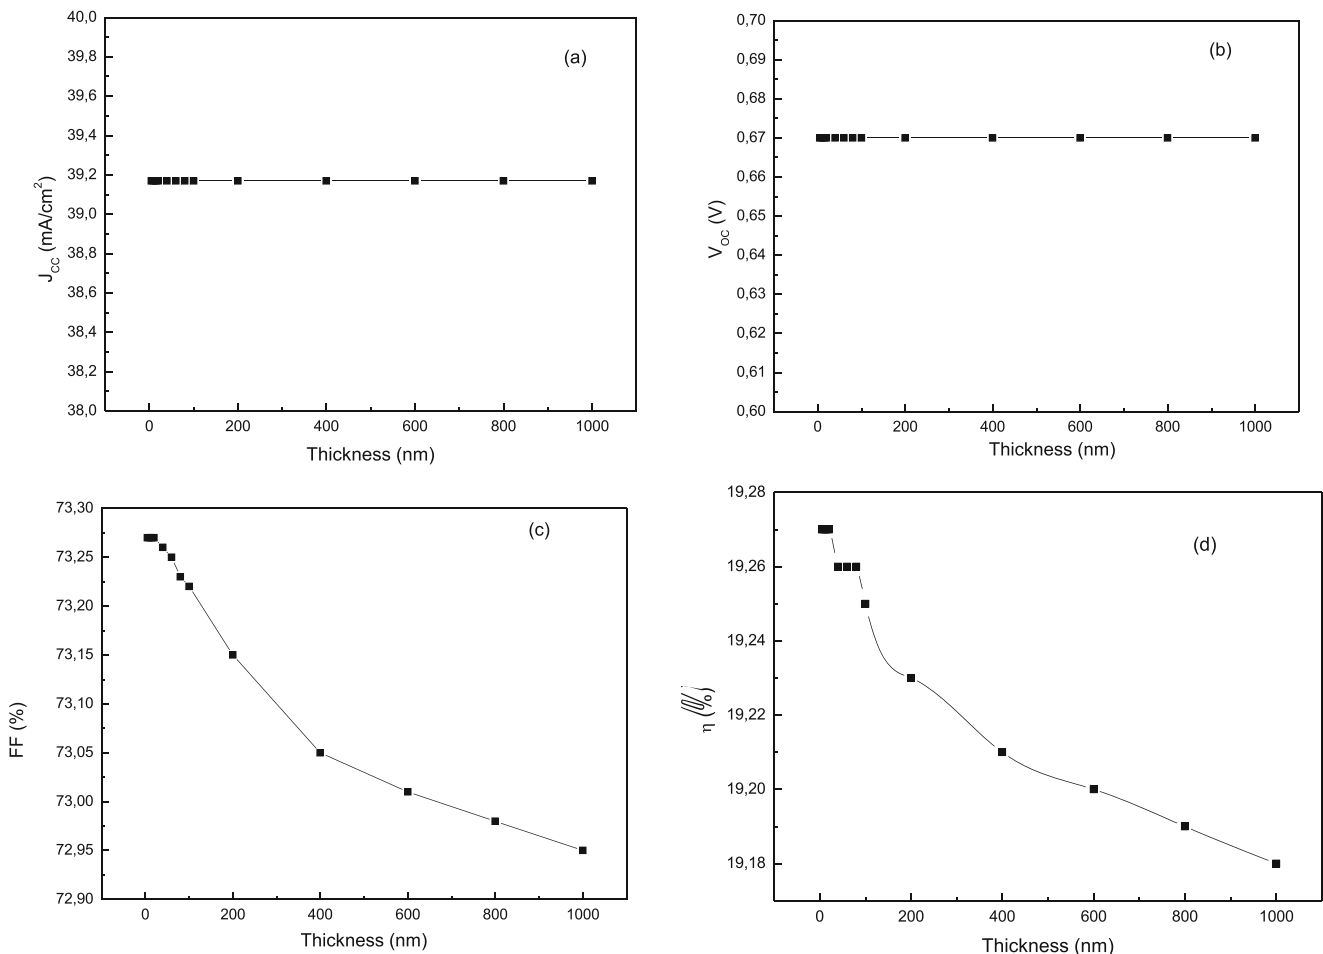 40,0
39,8
39,6
39,4
39,2
39,0
38,8
38,6
38,4
38,2
38,0
J_CC (mA/cm²)
(a)
0 200 400 600 800 1000
Thickness (nm)
0,70
0,69
0,68
0,67
0,66
0,65
0,64
0,63
0,62
0,61
0,60
V_OC (V)
(b)
0 200 400 600 800 1000
Thickness (nm)
73,30
73,25
73,20
73,15
73,10
73,05
73,00
72,95
72,90
FF (%)
(c)
0 200 400 600 800 1000
Thickness (nm)
19,28
19,26
19,24
19,22
19,20
19,18
η (%)
(d)
0 200 400 600 800 1000
Thickness (nm)